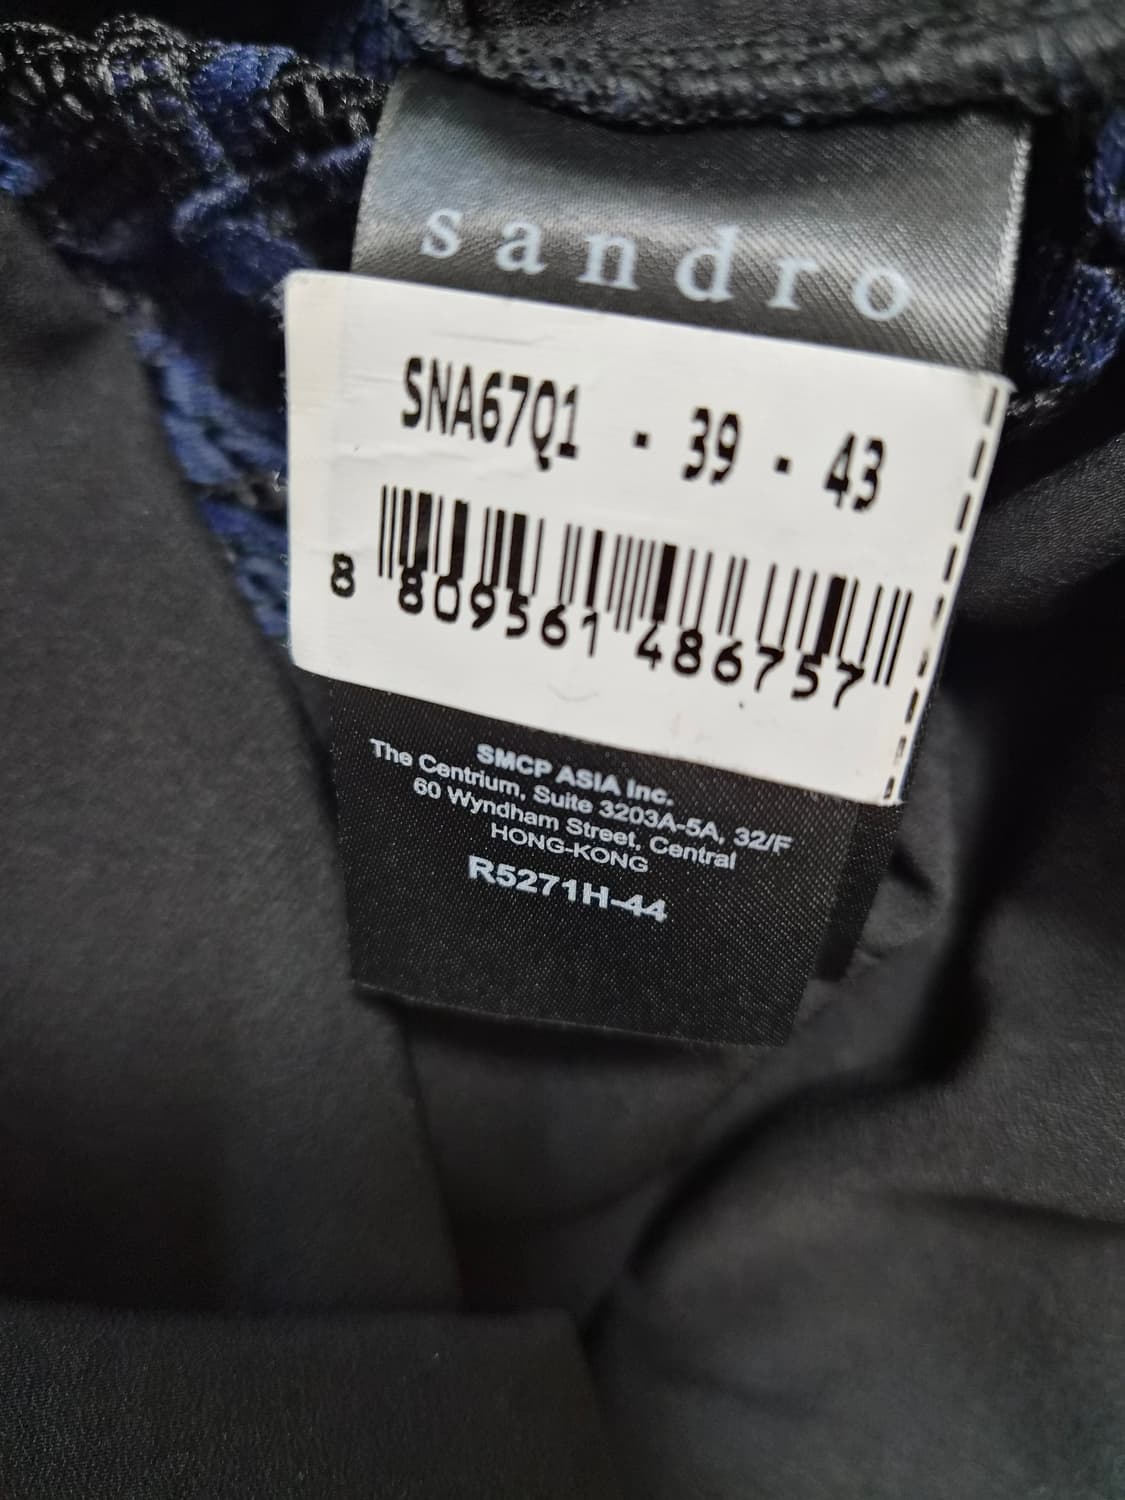 sandro
SNA67Q1 - 39 - 43
8 809561 486757
SMCP ASIA Inc.
The Centrium, Suite 3203A-5A, 32/F
60 Wyndham Street, Central
HONG-KONG
R5271H-44